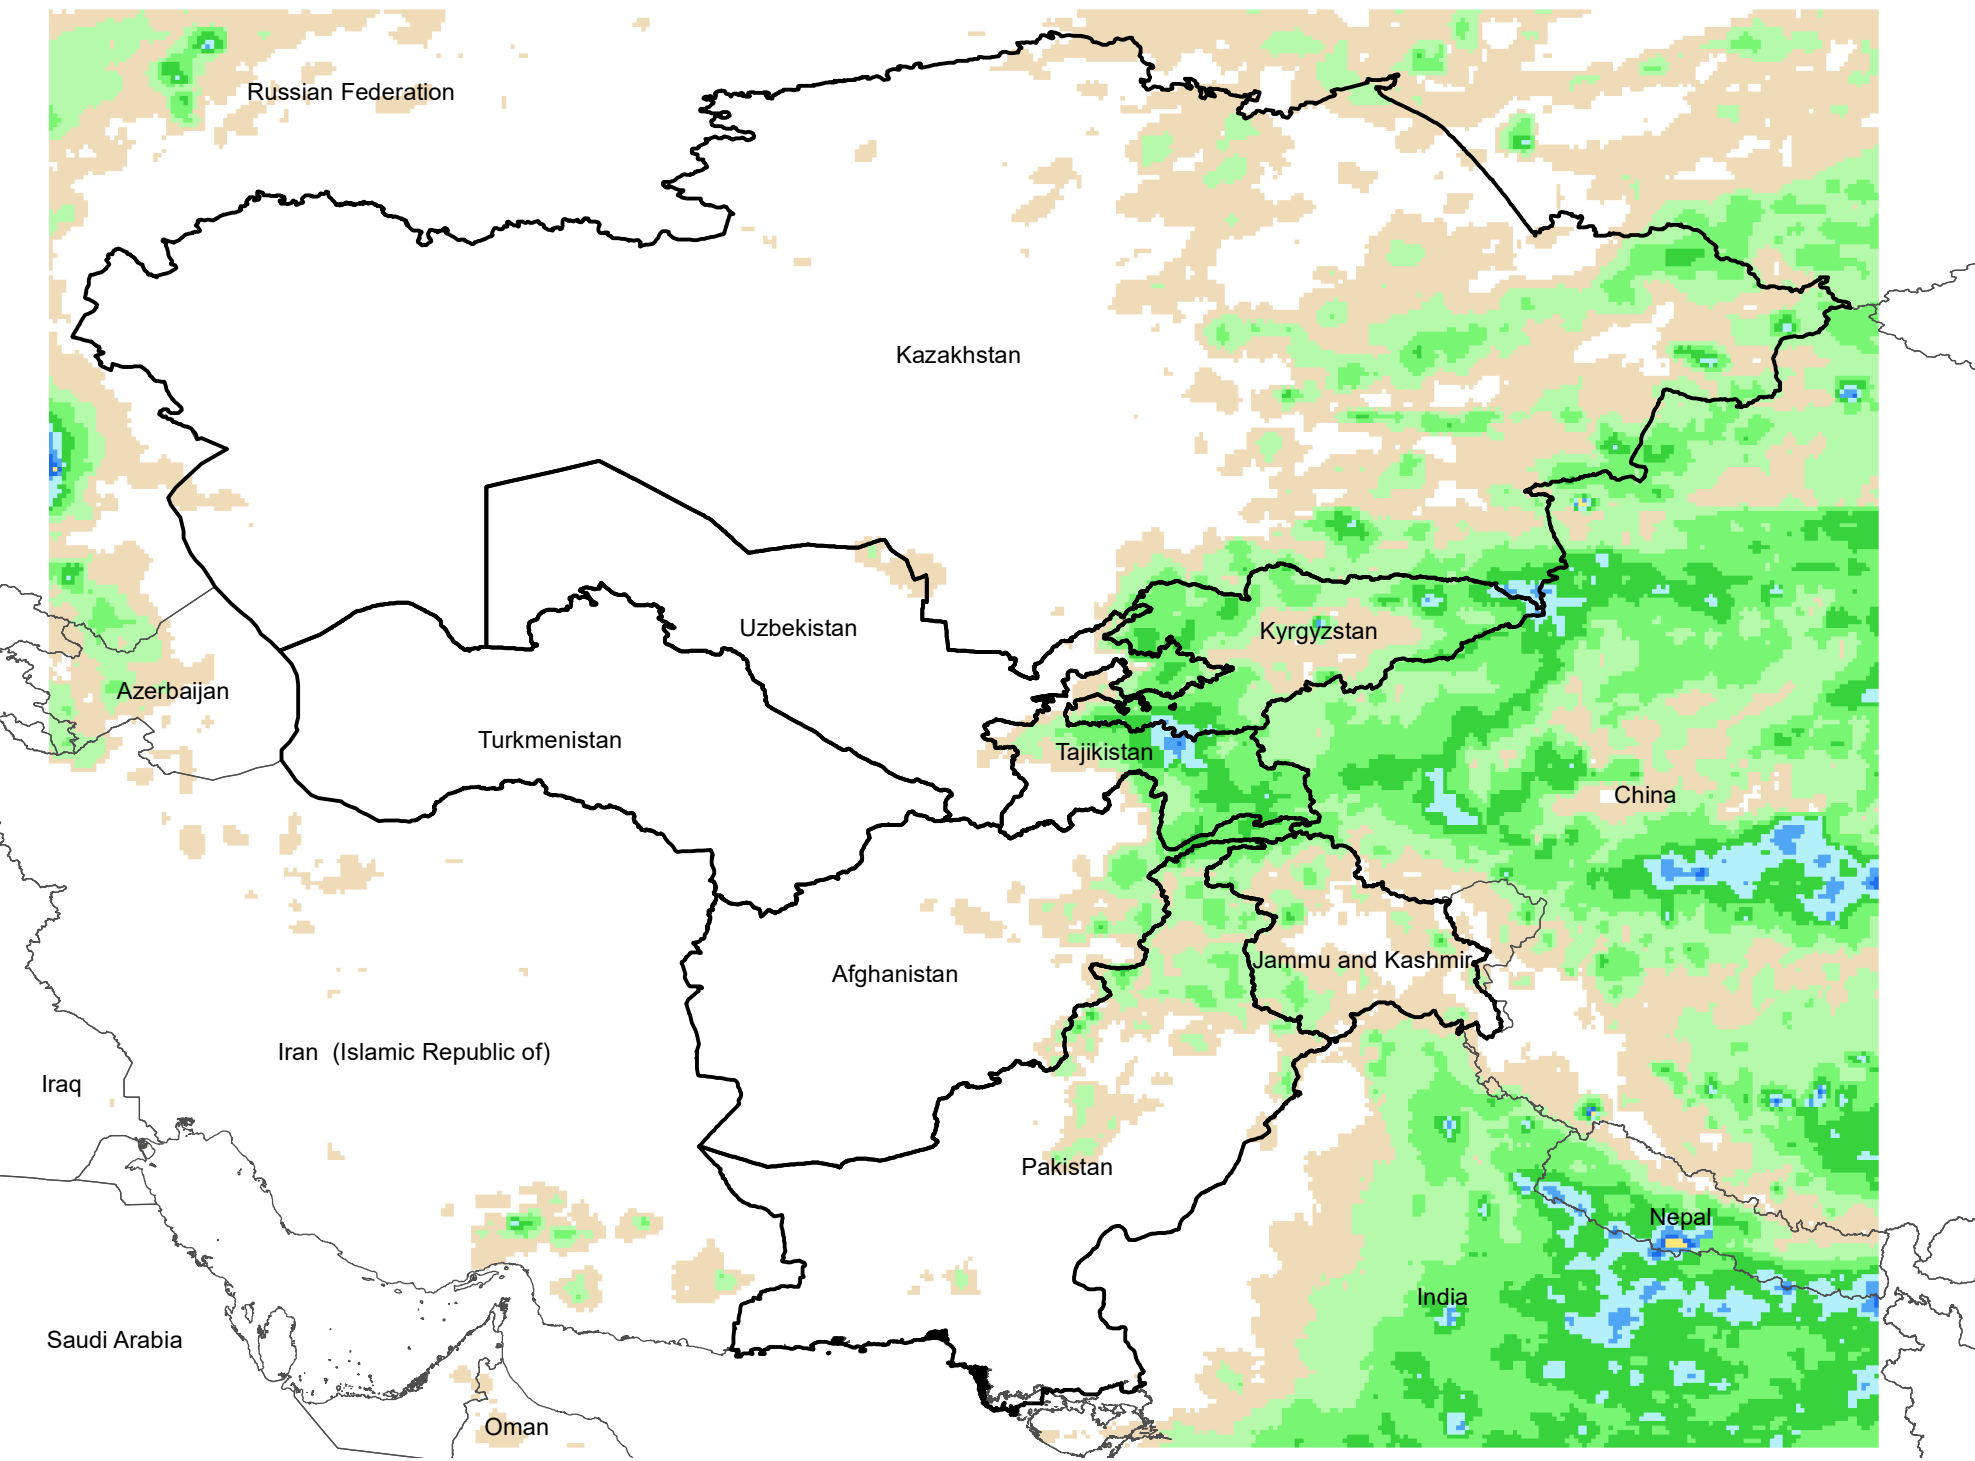 Russian Federation
Kazakhstan
Uzbekistan
Kyrgyzstan
Azerbaijan
Turkmenistan
Tajikistan
China
Jammu and Kashmir
Afghanistan
Iran  (Islamic Republic of)
Iraq
Pakistan
Nepal
India
Saudi Arabia
Oman